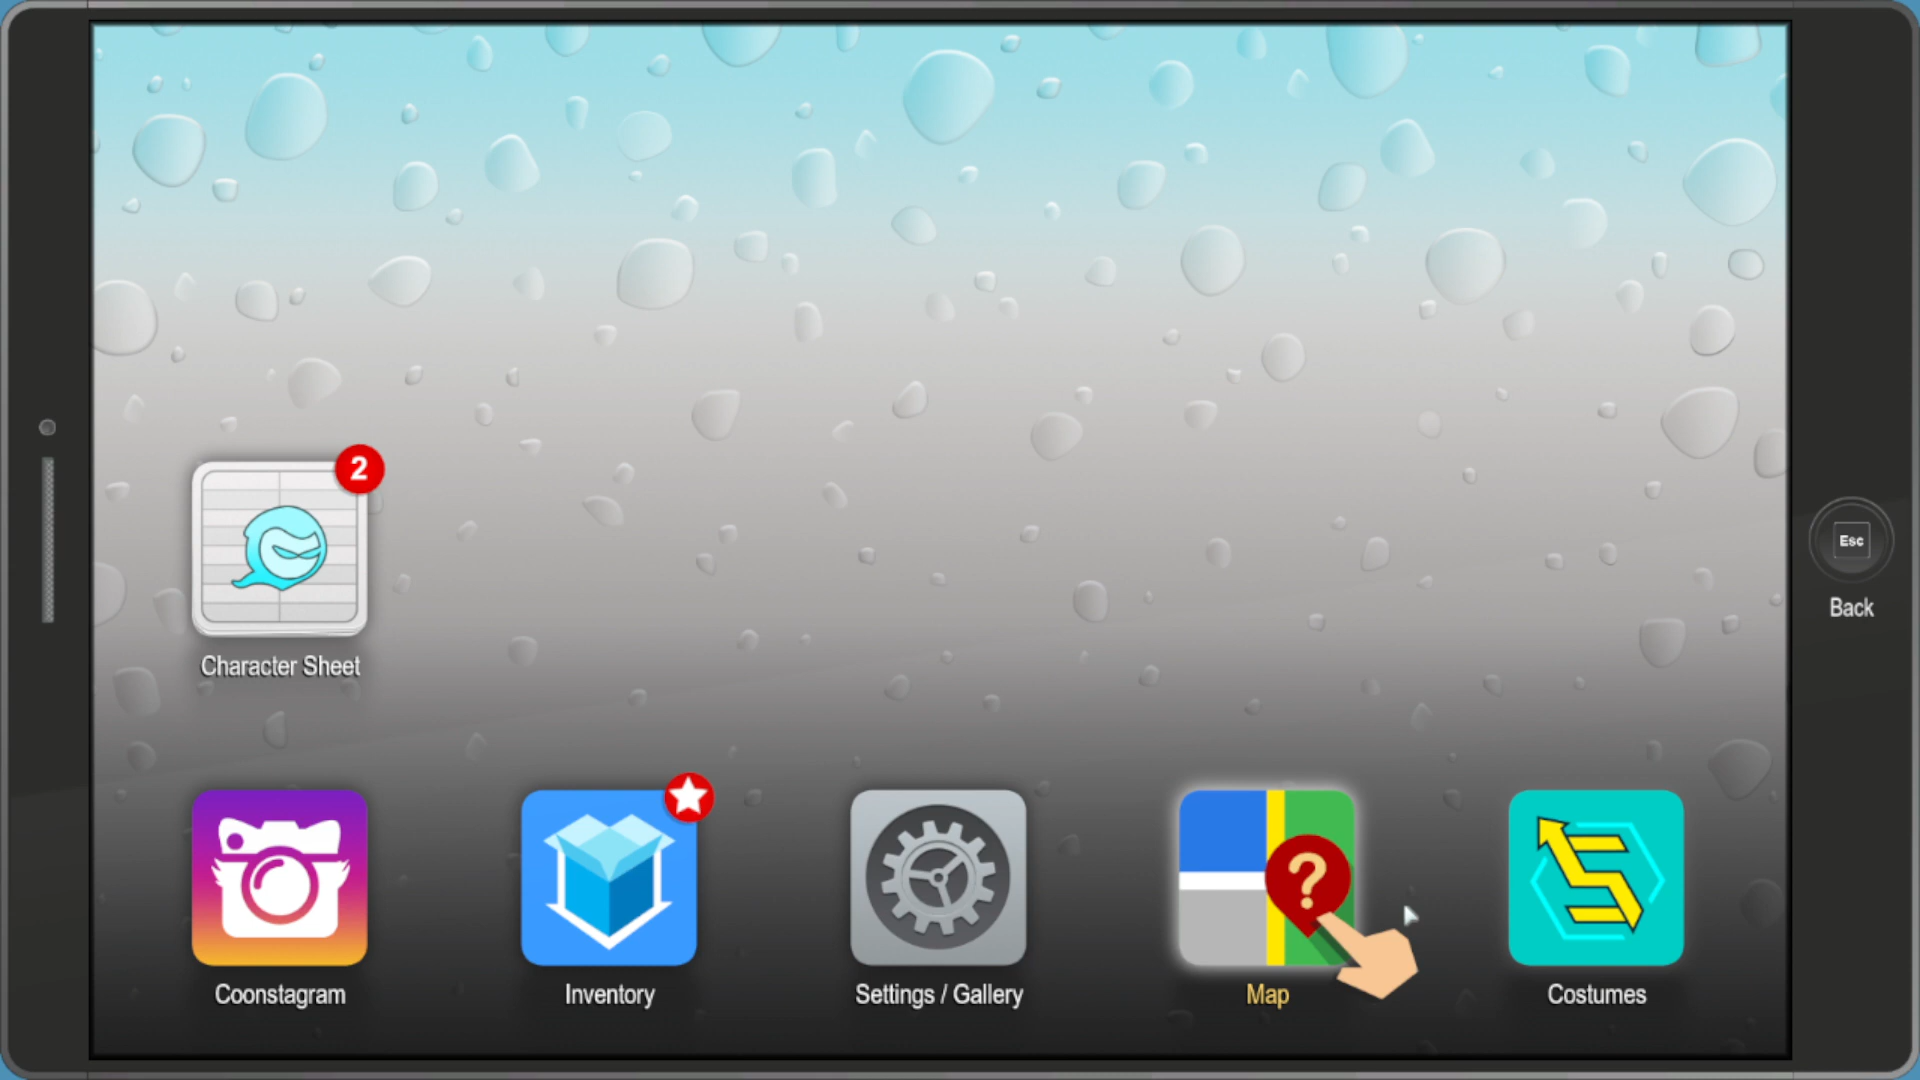 2
Character Sheet
Esc
Back
?
Coonstagram
Inventory
Settings / Gallery
Map
Costumes